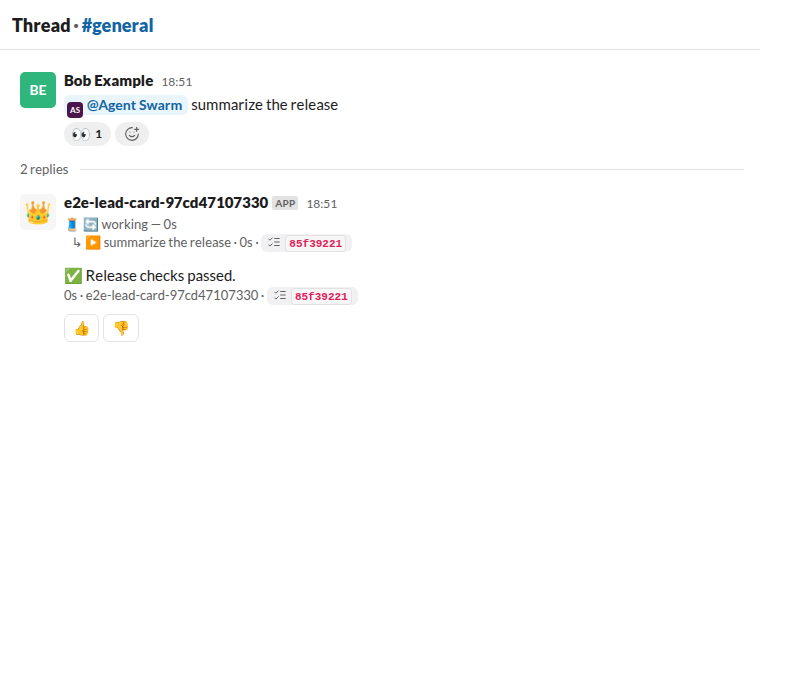 Thread • #general
BE
Bob Example 18:51
AS @Agent Swarm summarize the release
👀 1
2 replies
e2e-lead-card-97cd47107330 APP 18:51
🧵 🔄 working — 0s
↳ ▶️ summarize the release · 0s · 85f39221
✅ Release checks passed.
0s · e2e-lead-card-97cd47107330 · 85f39221
👍 👎